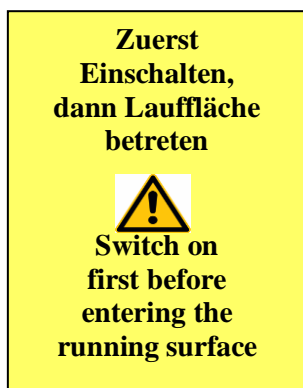 Zuerst
Einschalten,
dann Lauffläche
betreten
Switch on
first before
entering the
running surface